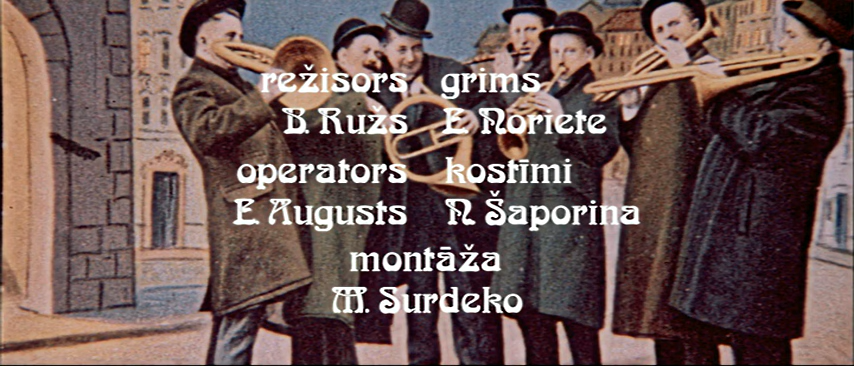 režisors
B. Ružs
grims
E. Noriete
operators
E. Augusts
kostīmi
N. Šaporina
montāža
M. Surdeko